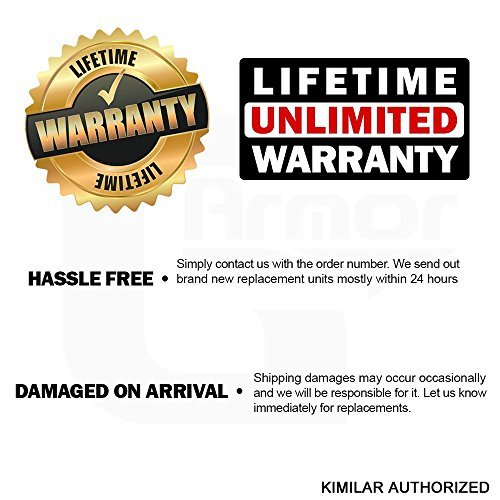 LIFETIME
WARRANTY
LIFETIME
LIFETIME
UNLIMITED
WARRANTY
Armor
HASSLE FREE •
Simply contact us with the order number. We send out
brand new replacement units mostly within 24 hours
DAMAGED ON ARRIVAL •
Shipping damages may occur occasionally
and we will be responsible for it. Let us know
immediately for replacements.
KIMILAR AUTHORIZED